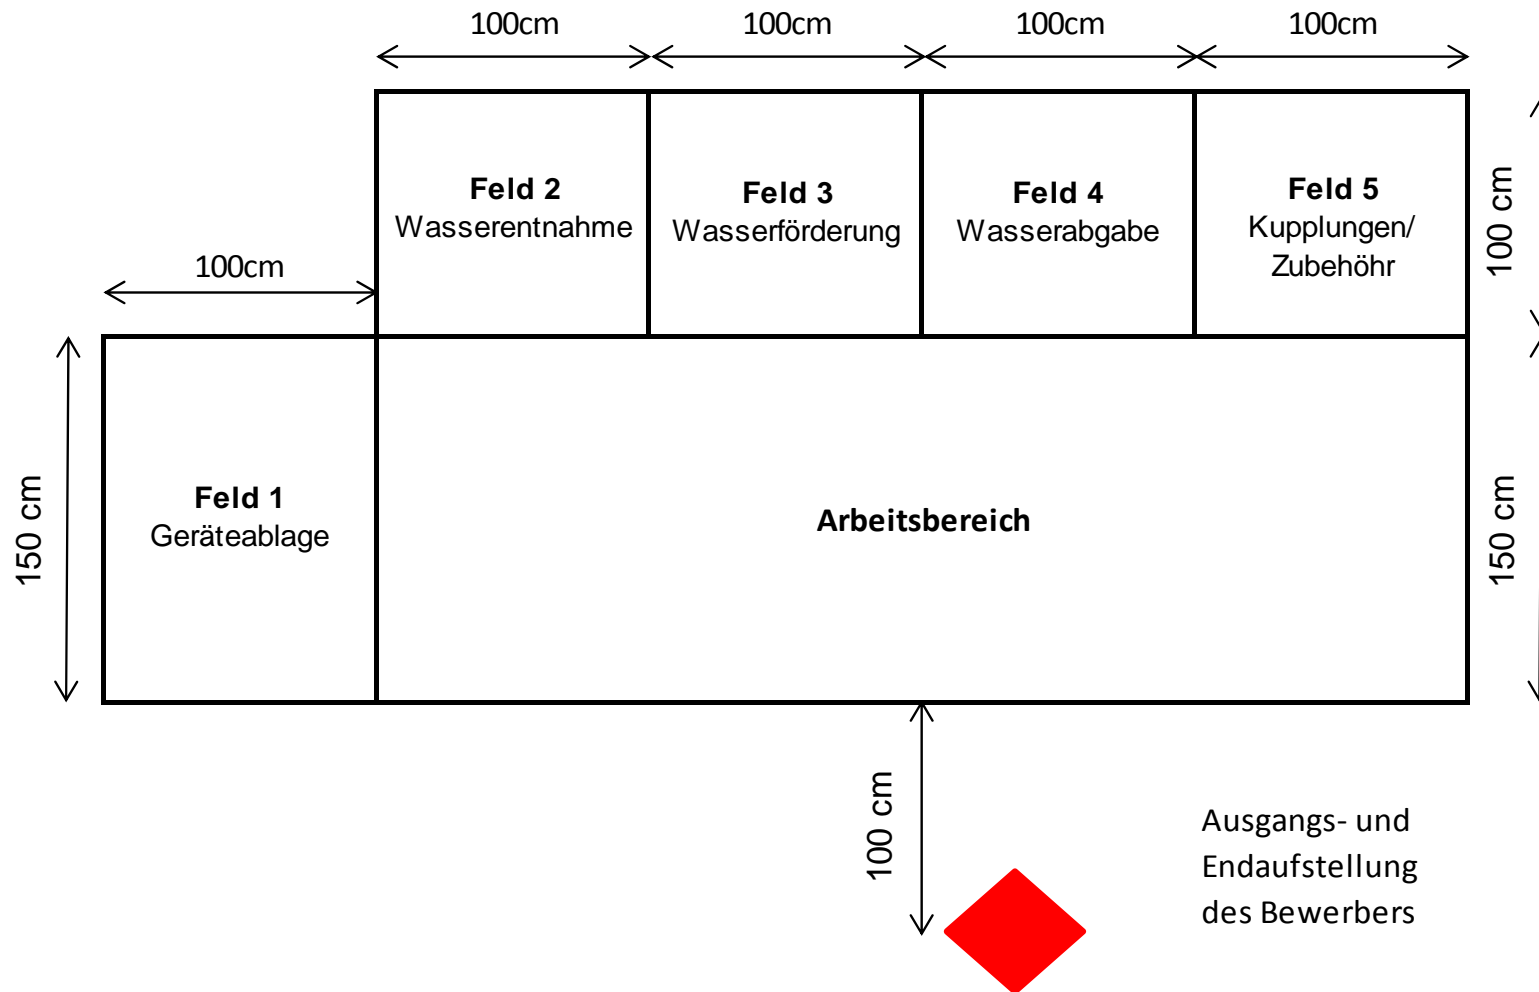 100cm
100cm
100cm
100cm
Feld 2
Wasserentnahme
Feld 3
Wasserförderung
Feld 4
Wasserabgabe
Feld 5
Kupplungen/
Zubehöhr
100 cm
100cm
150 cm
Feld 1
Geräteablage
Arbeitsbereich
150 cm
100 cm
Ausgangs- und
Endaufstellung
des Bewerbers